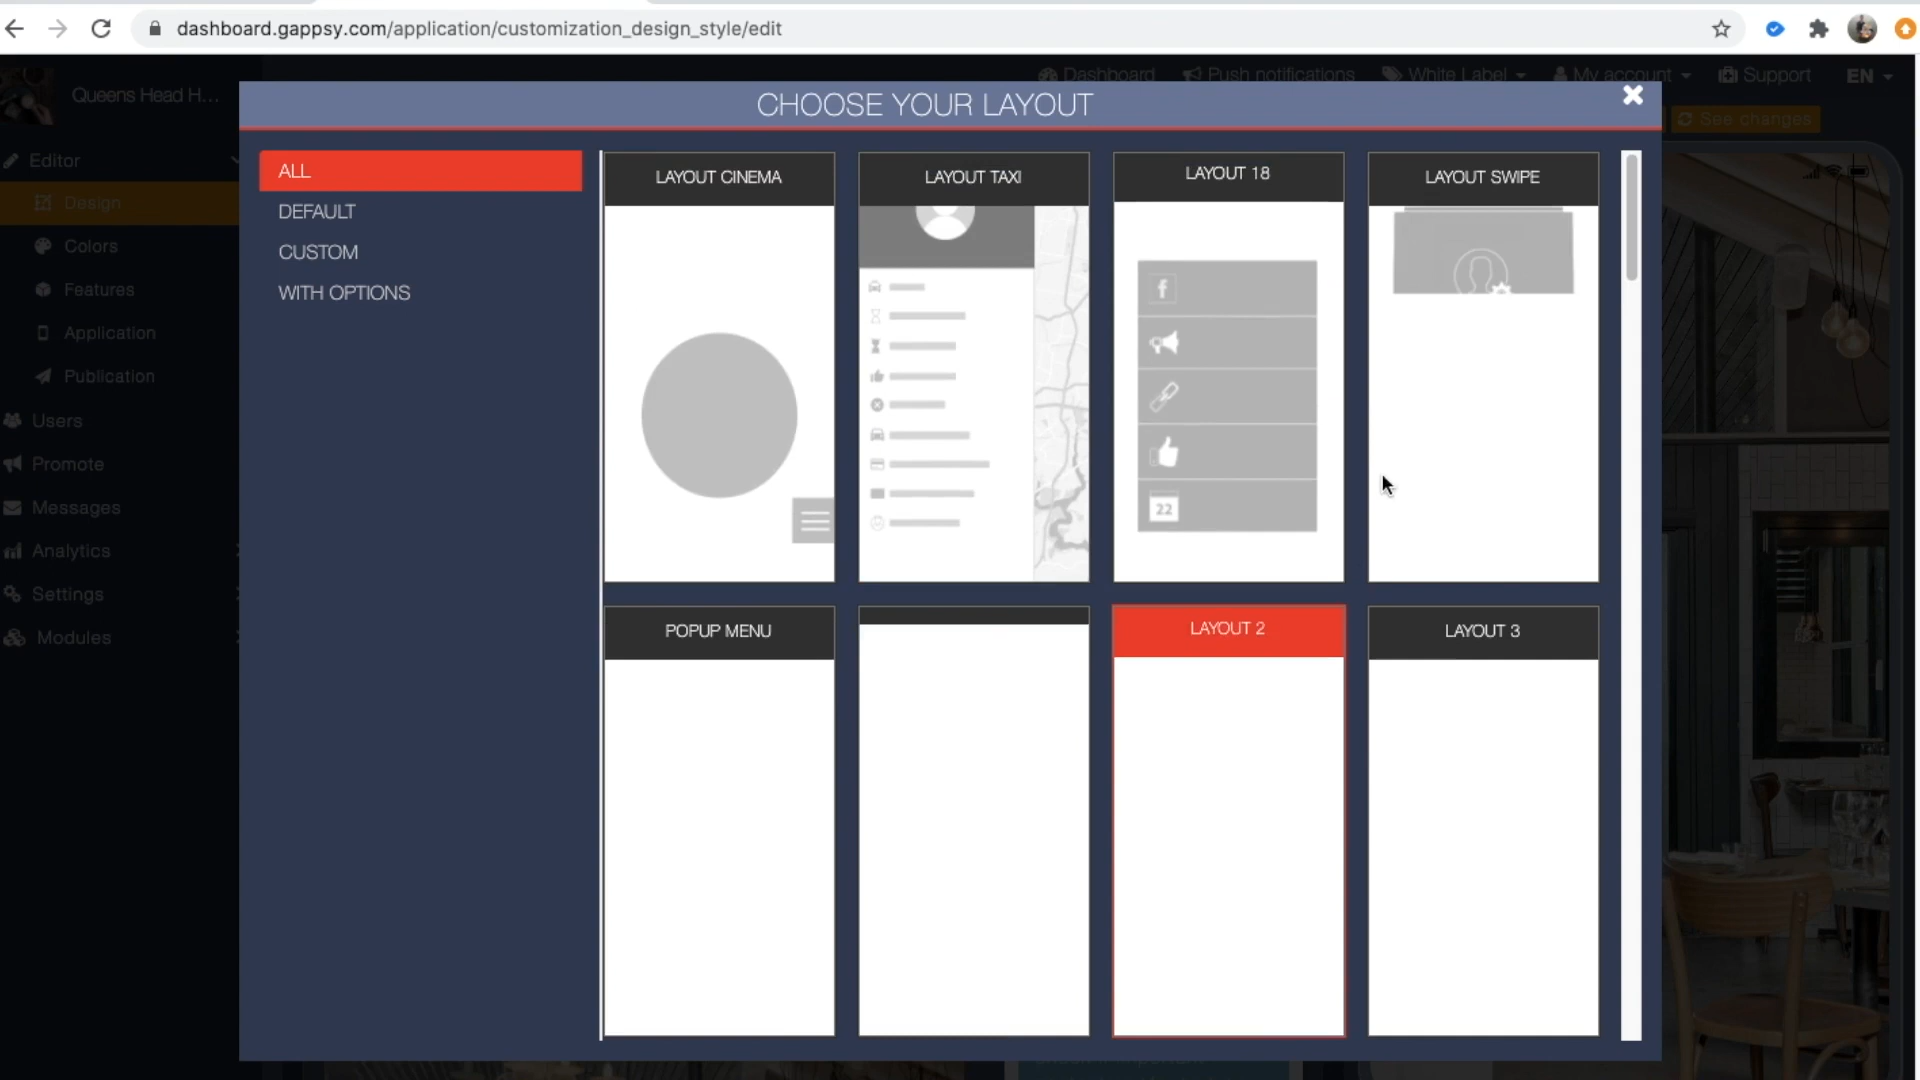 dashboard.gappsy.com/application/customization_design_style/edit
Queens Head H...
Dashboard
Push notifications
White Label
My account
Support
EN
See changes
CHOOSE YOUR LAYOUT
Editor
Design
Colors
Features
Application
Publication
Users
Promote
Messages
Analytics
Settings
Modules
ALL
DEFAULT
CUSTOM
WITH OPTIONS
LAYOUT CINEMA
LAYOUT TAXI
LAYOUT 18
LAYOUT SWIPE
f
22
POPUP MENU
LAYOUT 2
LAYOUT 3